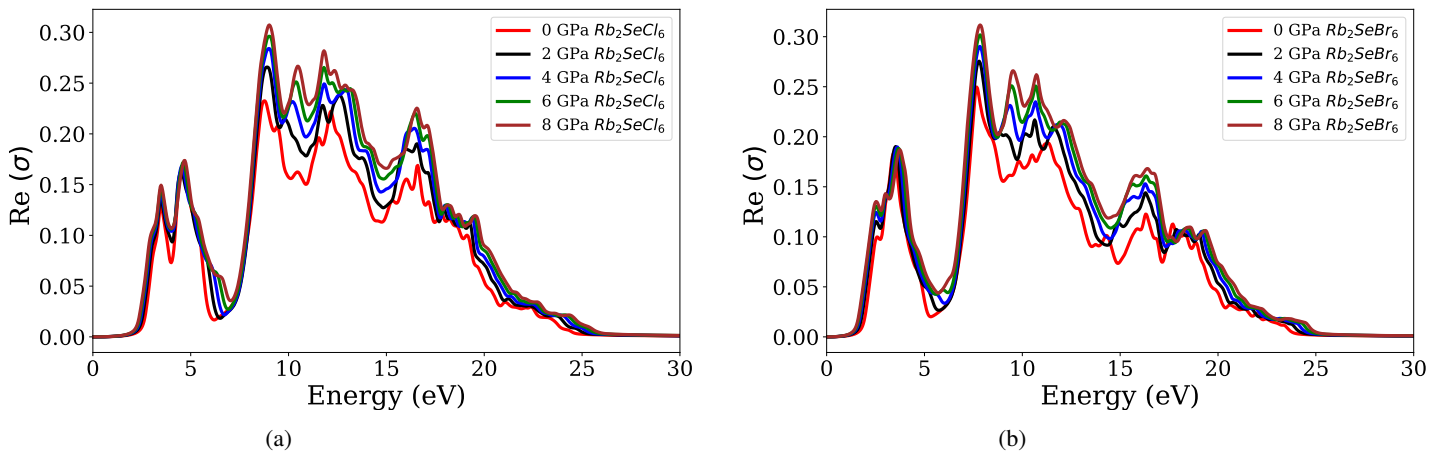 0.30
0.25
0.20
0.15
0.10
0.05
0.00
Re (σ)
0 GPa Rb₂SeCl₆
2 GPa Rb₂SeCl₆
4 GPa Rb₂SeCl₆
6 GPa Rb₂SeCl₆
8 GPa Rb₂SeCl₆
0 5 10 15 20 25 30
Energy (eV)
(a)
0.30
0.25
0.20
0.15
0.10
0.05
0.00
Re (σ)
0 GPa Rb₂SeBr₆
2 GPa Rb₂SeBr₆
4 GPa Rb₂SeBr₆
6 GPa Rb₂SeBr₆
8 GPa Rb₂SeBr₆
0 5 10 15 20 25 30
Energy (eV)
(b)